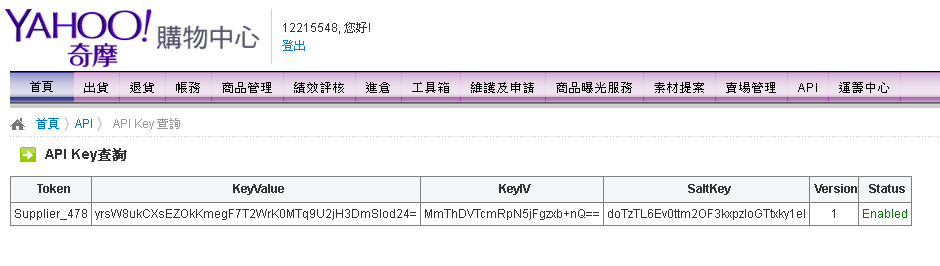 YAHOO!
奇摩 購物中心
12215548, 您好!
登出
首頁 出貨 退貨 帳務 商品管理 績效評核 進倉 工具箱 維護及申請 商品曝光服務 素材提案 賣場管理 API 運籌中心
首頁 API API Key 查詢
API Key查詢
Token KeyValue KeyIV SaltKey Version Status
Supplier_478 yrsW8ukCXsEZOkKmegF7T2WrK0MTq9U2jH3DmSlod24= MmThDVTcmRpN5jFgzxb+nQ== doTzTL6Ev0ttm2OF3kxpzloGTtxky1el 1 Enabled